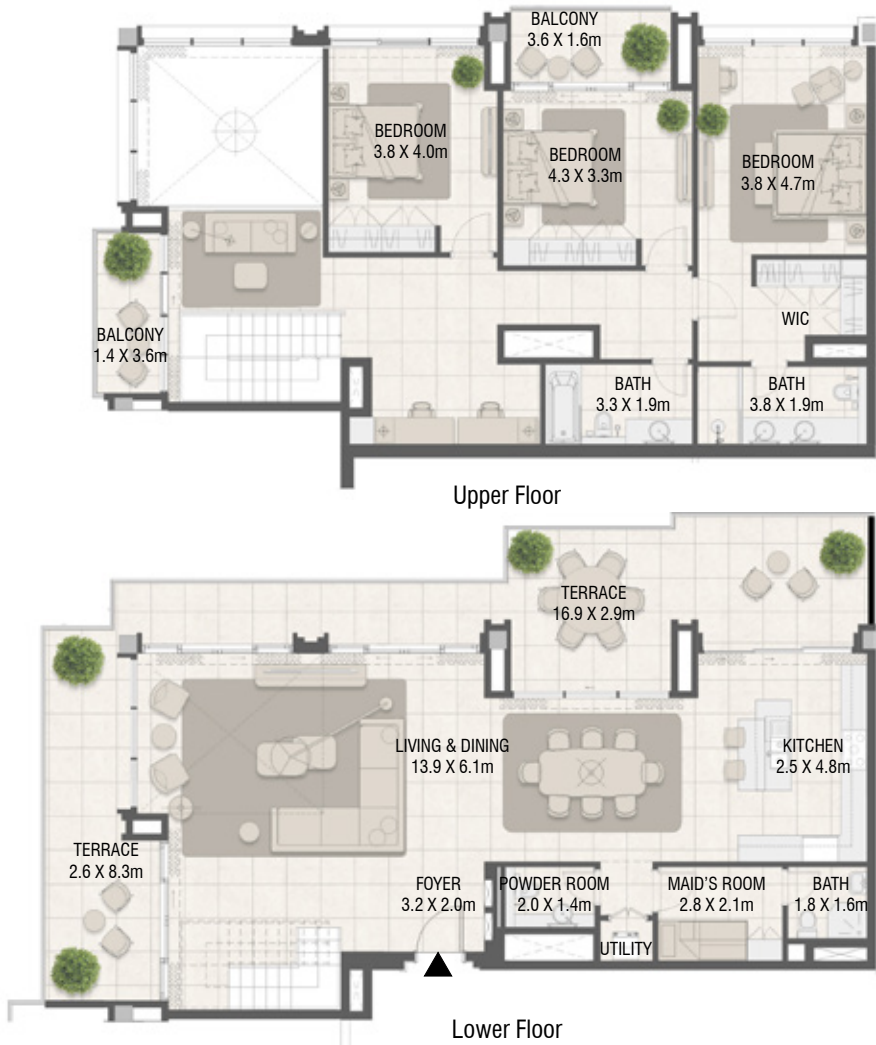 BALCONY
3.6 X 1.6m
BEDROOM
3.8 X 4.0m
BEDROOM
4.3 X 3.3m
BEDROOM
3.8 X 4.7m
BALCONY
1.4 X 3.6m
WIC
BATH
3.3 X 1.9m
BATH
3.8 X 1.9m
Upper Floor
TERRACE
16.9 X 2.9m
LIVING & DINING
13.9 X 6.1m
KITCHEN
2.5 X 4.8m
TERRACE
2.6 X 8.3m
FOYER
3.2 X 2.0m
POWDER ROOM
2.0 X 1.4m
MAID'S ROOM
2.8 X 2.1m
BATH
1.8 X 1.6m
UTILITY
Lower Floor